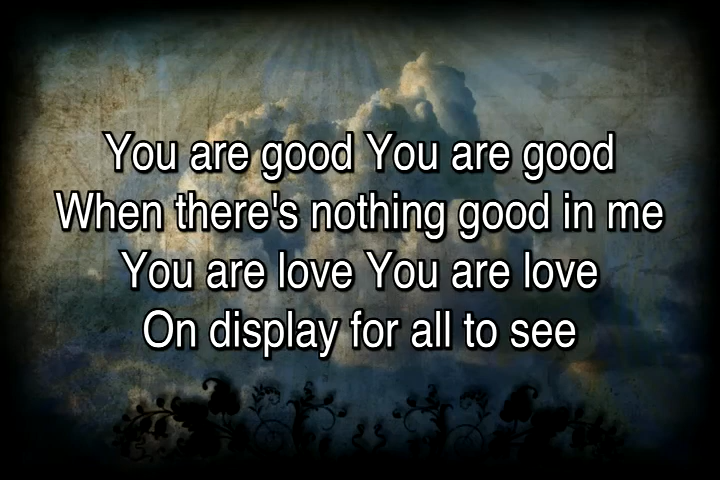 You are good You are good
When there's nothing good in me
You are love You are love
On display for all to see